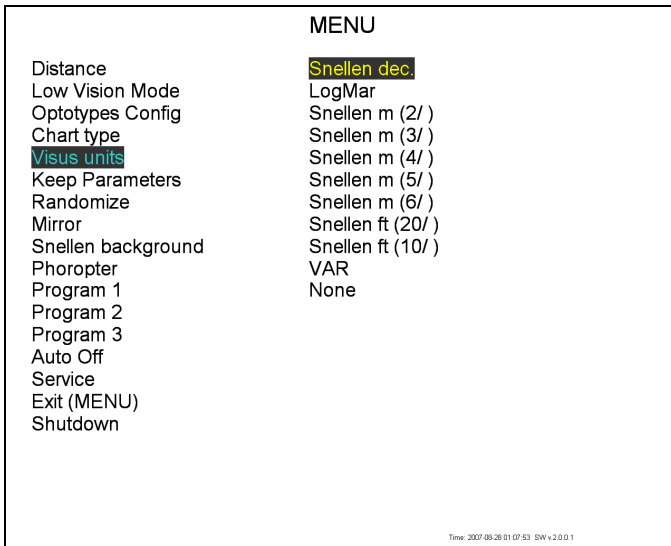 MENU
Distance
Low Vision Mode
Optotypes Config
Chart type
Visus units
Keep Parameters
Randomize
Mirror
Snellen background
Phoropter
Program 1
Program 2
Program 3
Auto Off
Service
Exit (MENU)
Shutdown
Snellen dec.
LogMar
Snellen m (2/ )
Snellen m (3/ )
Snellen m (4/ )
Snellen m (5/ )
Snellen m (6/ )
Snellen ft (20/ )
Snellen ft (10/ )
VAR
None
Time: 2007-08-28 01:07:53 SW v.2.0.0.1